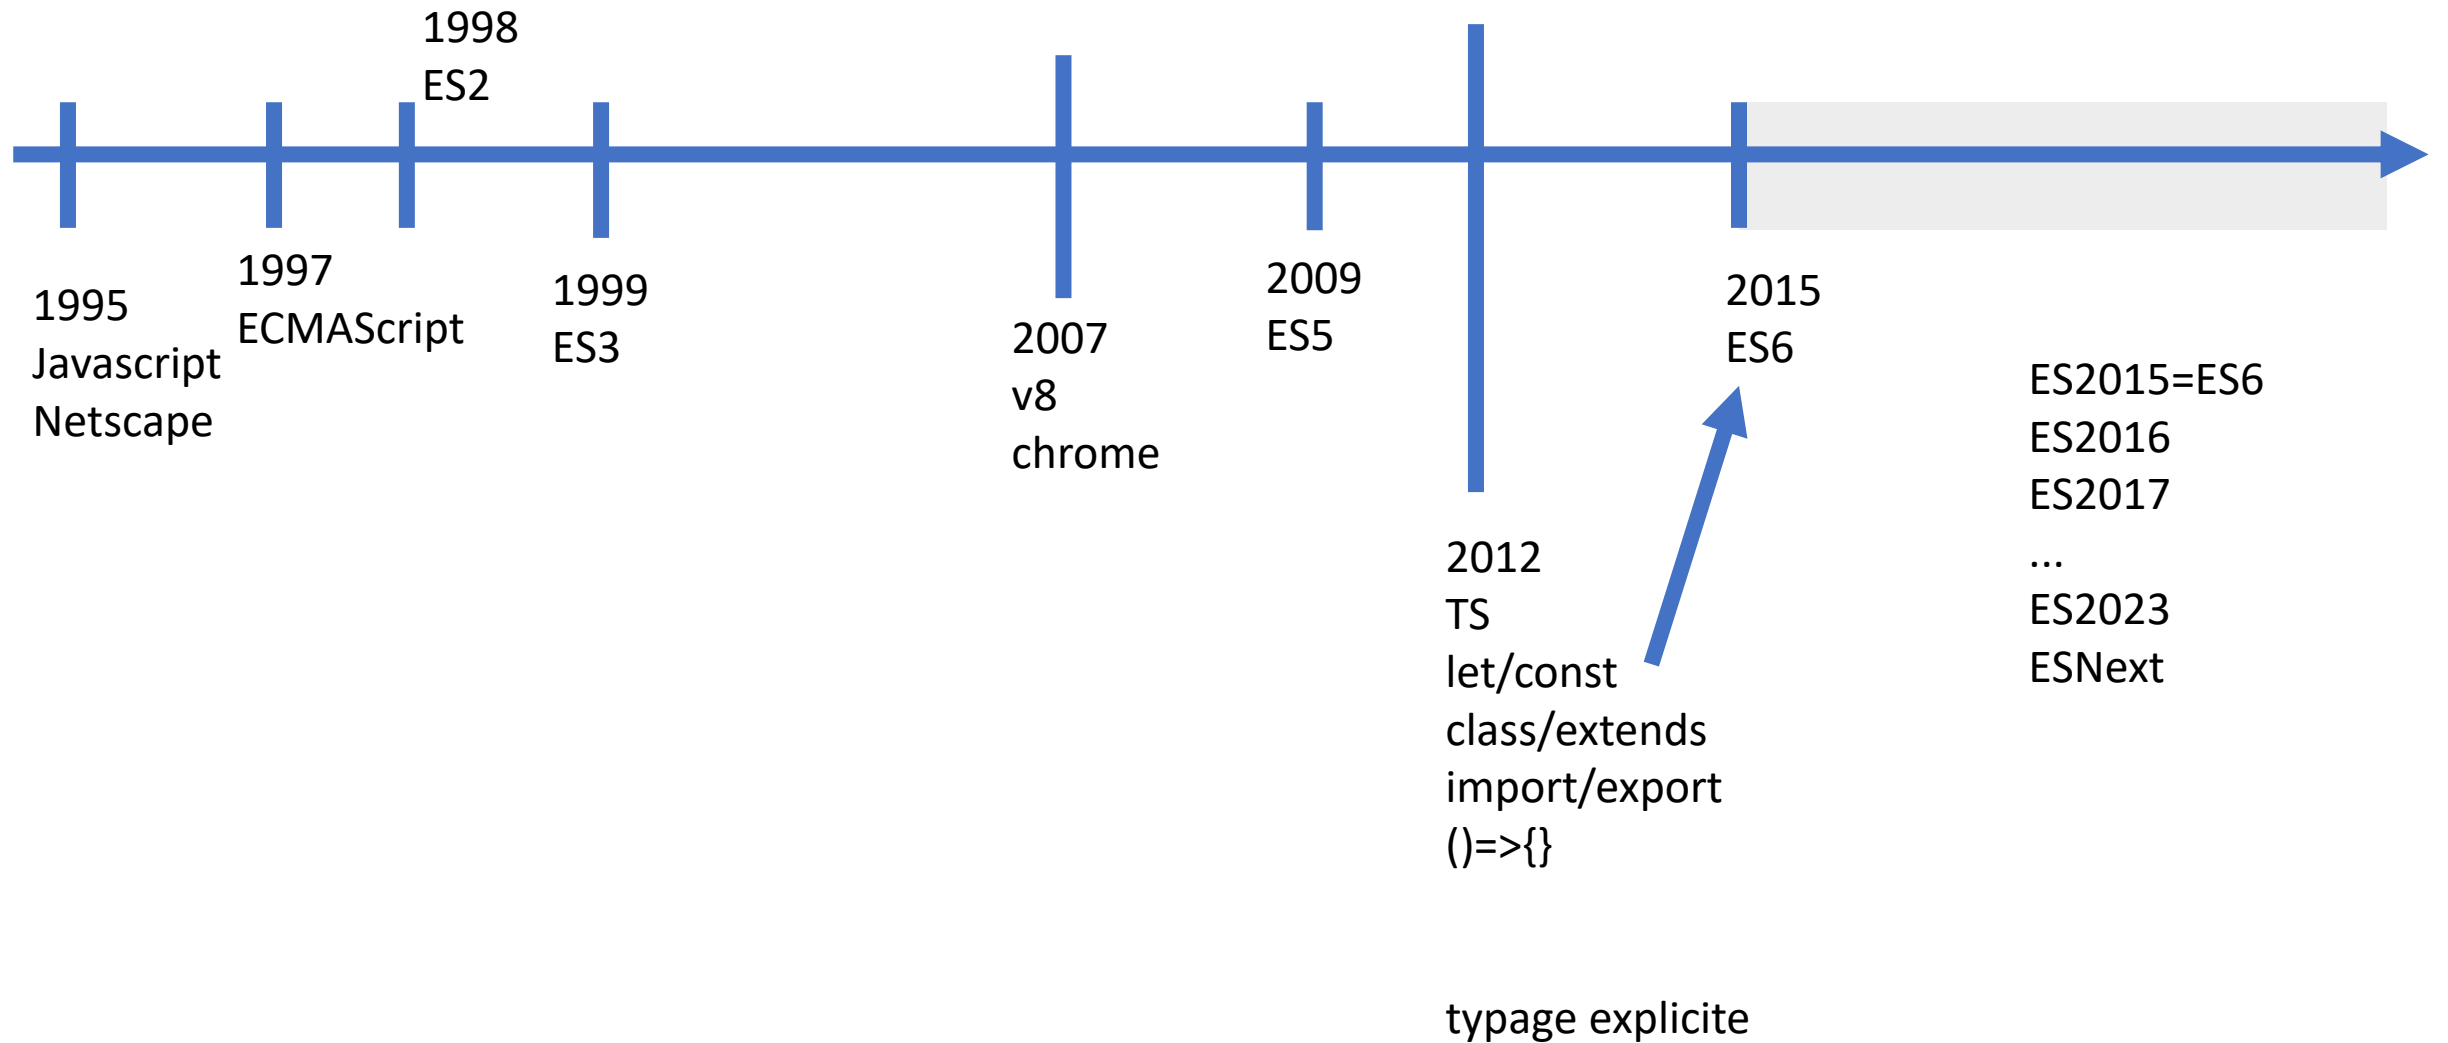 1998
ES2
1995
Javascript
Netscape
1997
ECMAScript
1999
ES3
2007
v8
chrome
2009
ES5
2012
TS
let/const
class/extends
import/export
()=>{}
typage explicite
2015
ES6
ES2015=ES6
ES2016
ES2017
...
ES2023
ESNext